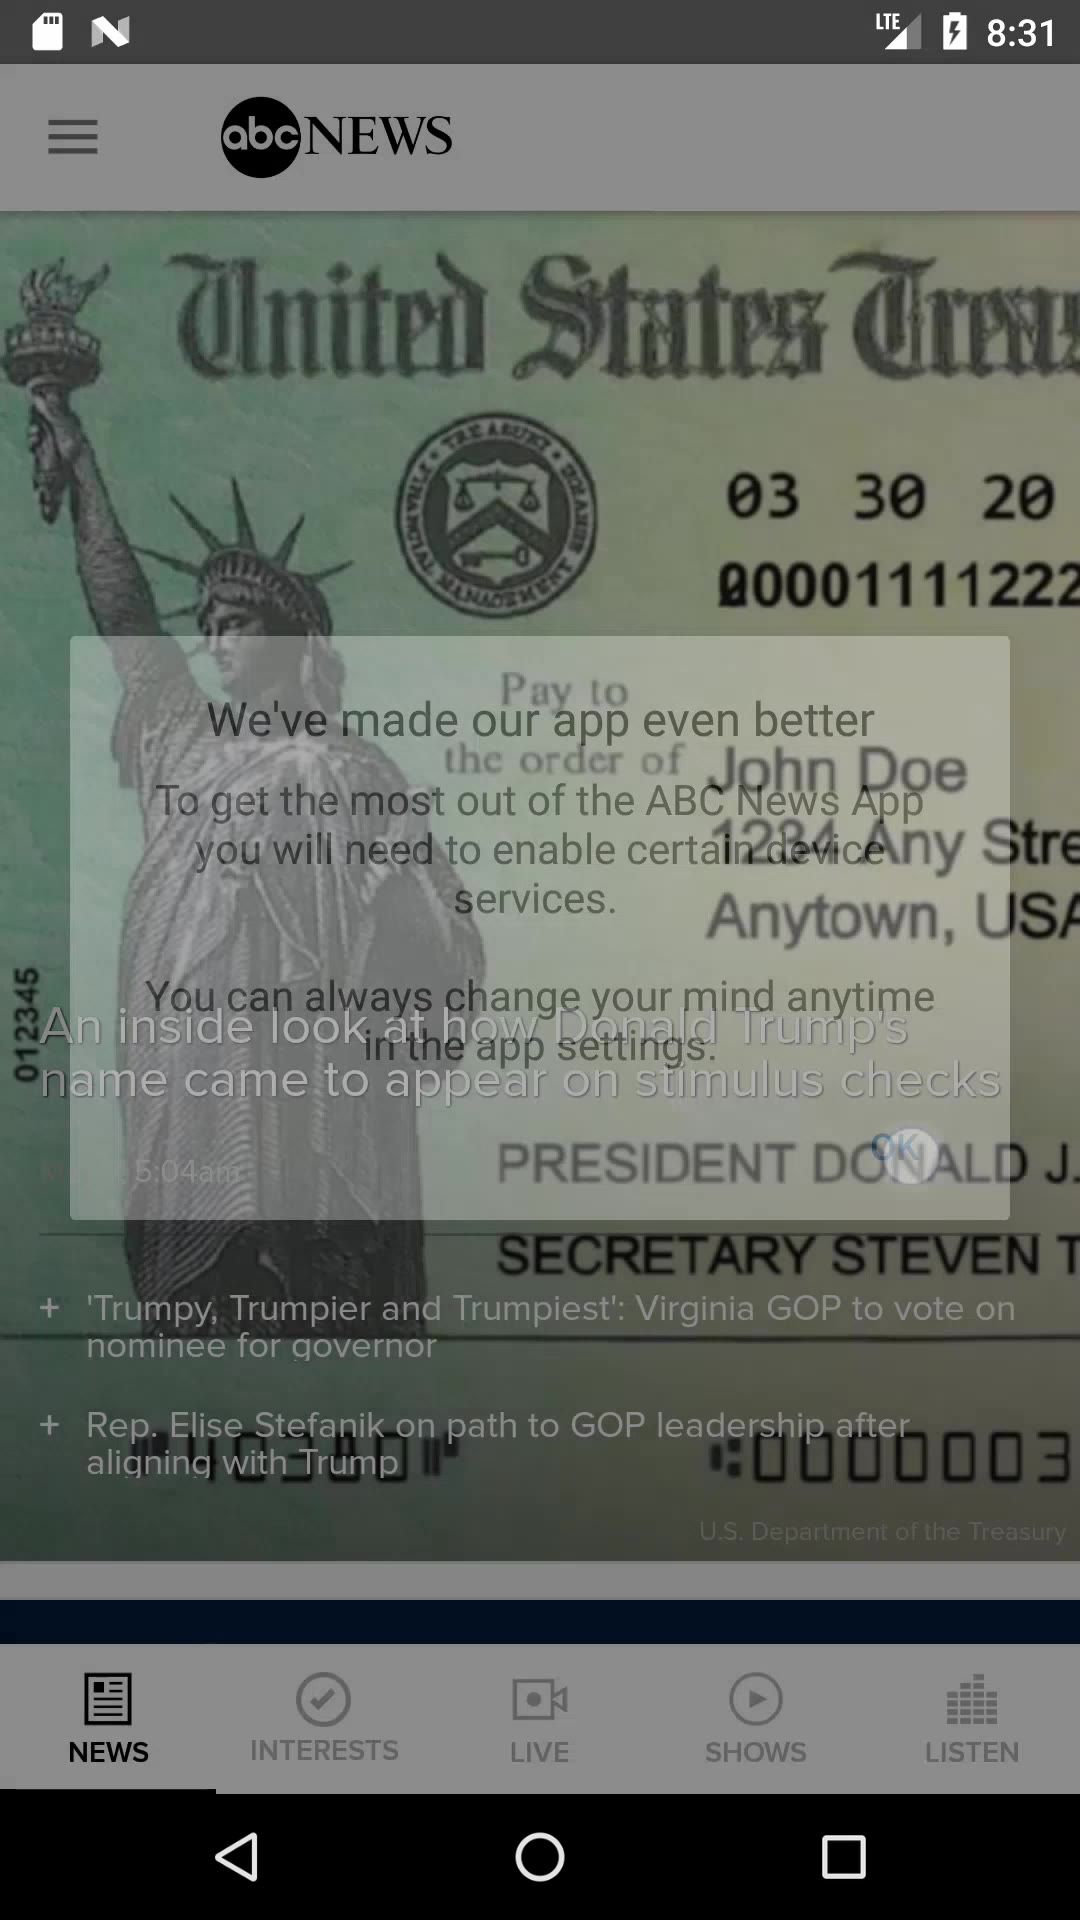 LTE 8:31
abc NEWS
United States Treas
TREASURY
03 30 20
00001111222
Pay to
the order of
We've made our app even better
John Doe
To get the most out of the ABC News App
you will need to enable certain device
services.
1234 Any Stre
Anytown, USA
012345
You can always change your mind anytime
in the app settings.
An inside look at how Donald Trump's
name came to appear on stimulus checks
OK
5:04am
PRESIDENT DONALD J.
SECRETARY STEVEN T
+ 'Trumpy, Trumpier and Trumpiest': Virginia GOP to vote on
nominee for governor
+ Rep. Elise Stefanik on path to GOP leadership after
aligning with Trump
0000003
U.S. Department of the Treasury
NEWS INTERESTS LIVE SHOWS LISTEN